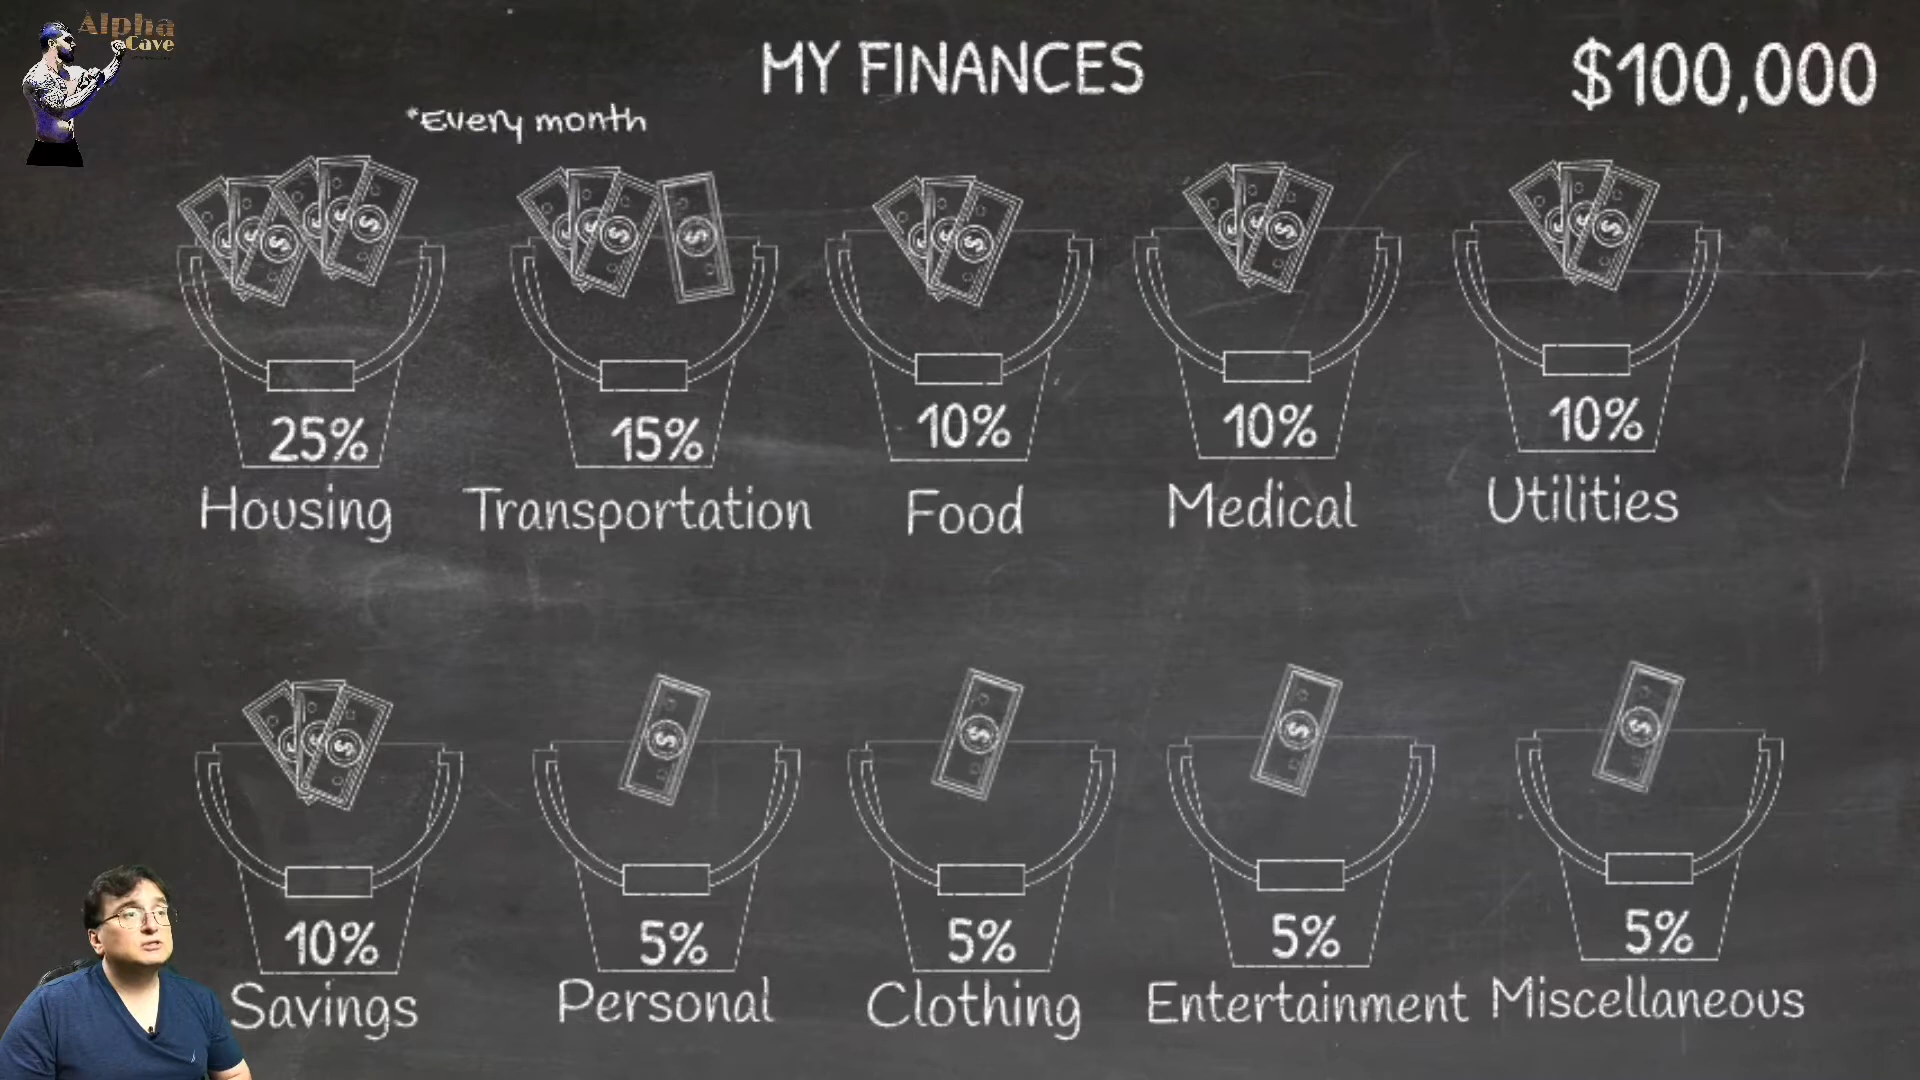 Alpha
Cave
MY FINANCES
$100,000
*Every month
25%
15%
10%
10%
10%
Housing
Transportation
Food
Medical
Utilities
10%
5%
5%
5%
5%
Savings
Personal
Clothing
Entertainment
Miscellaneous